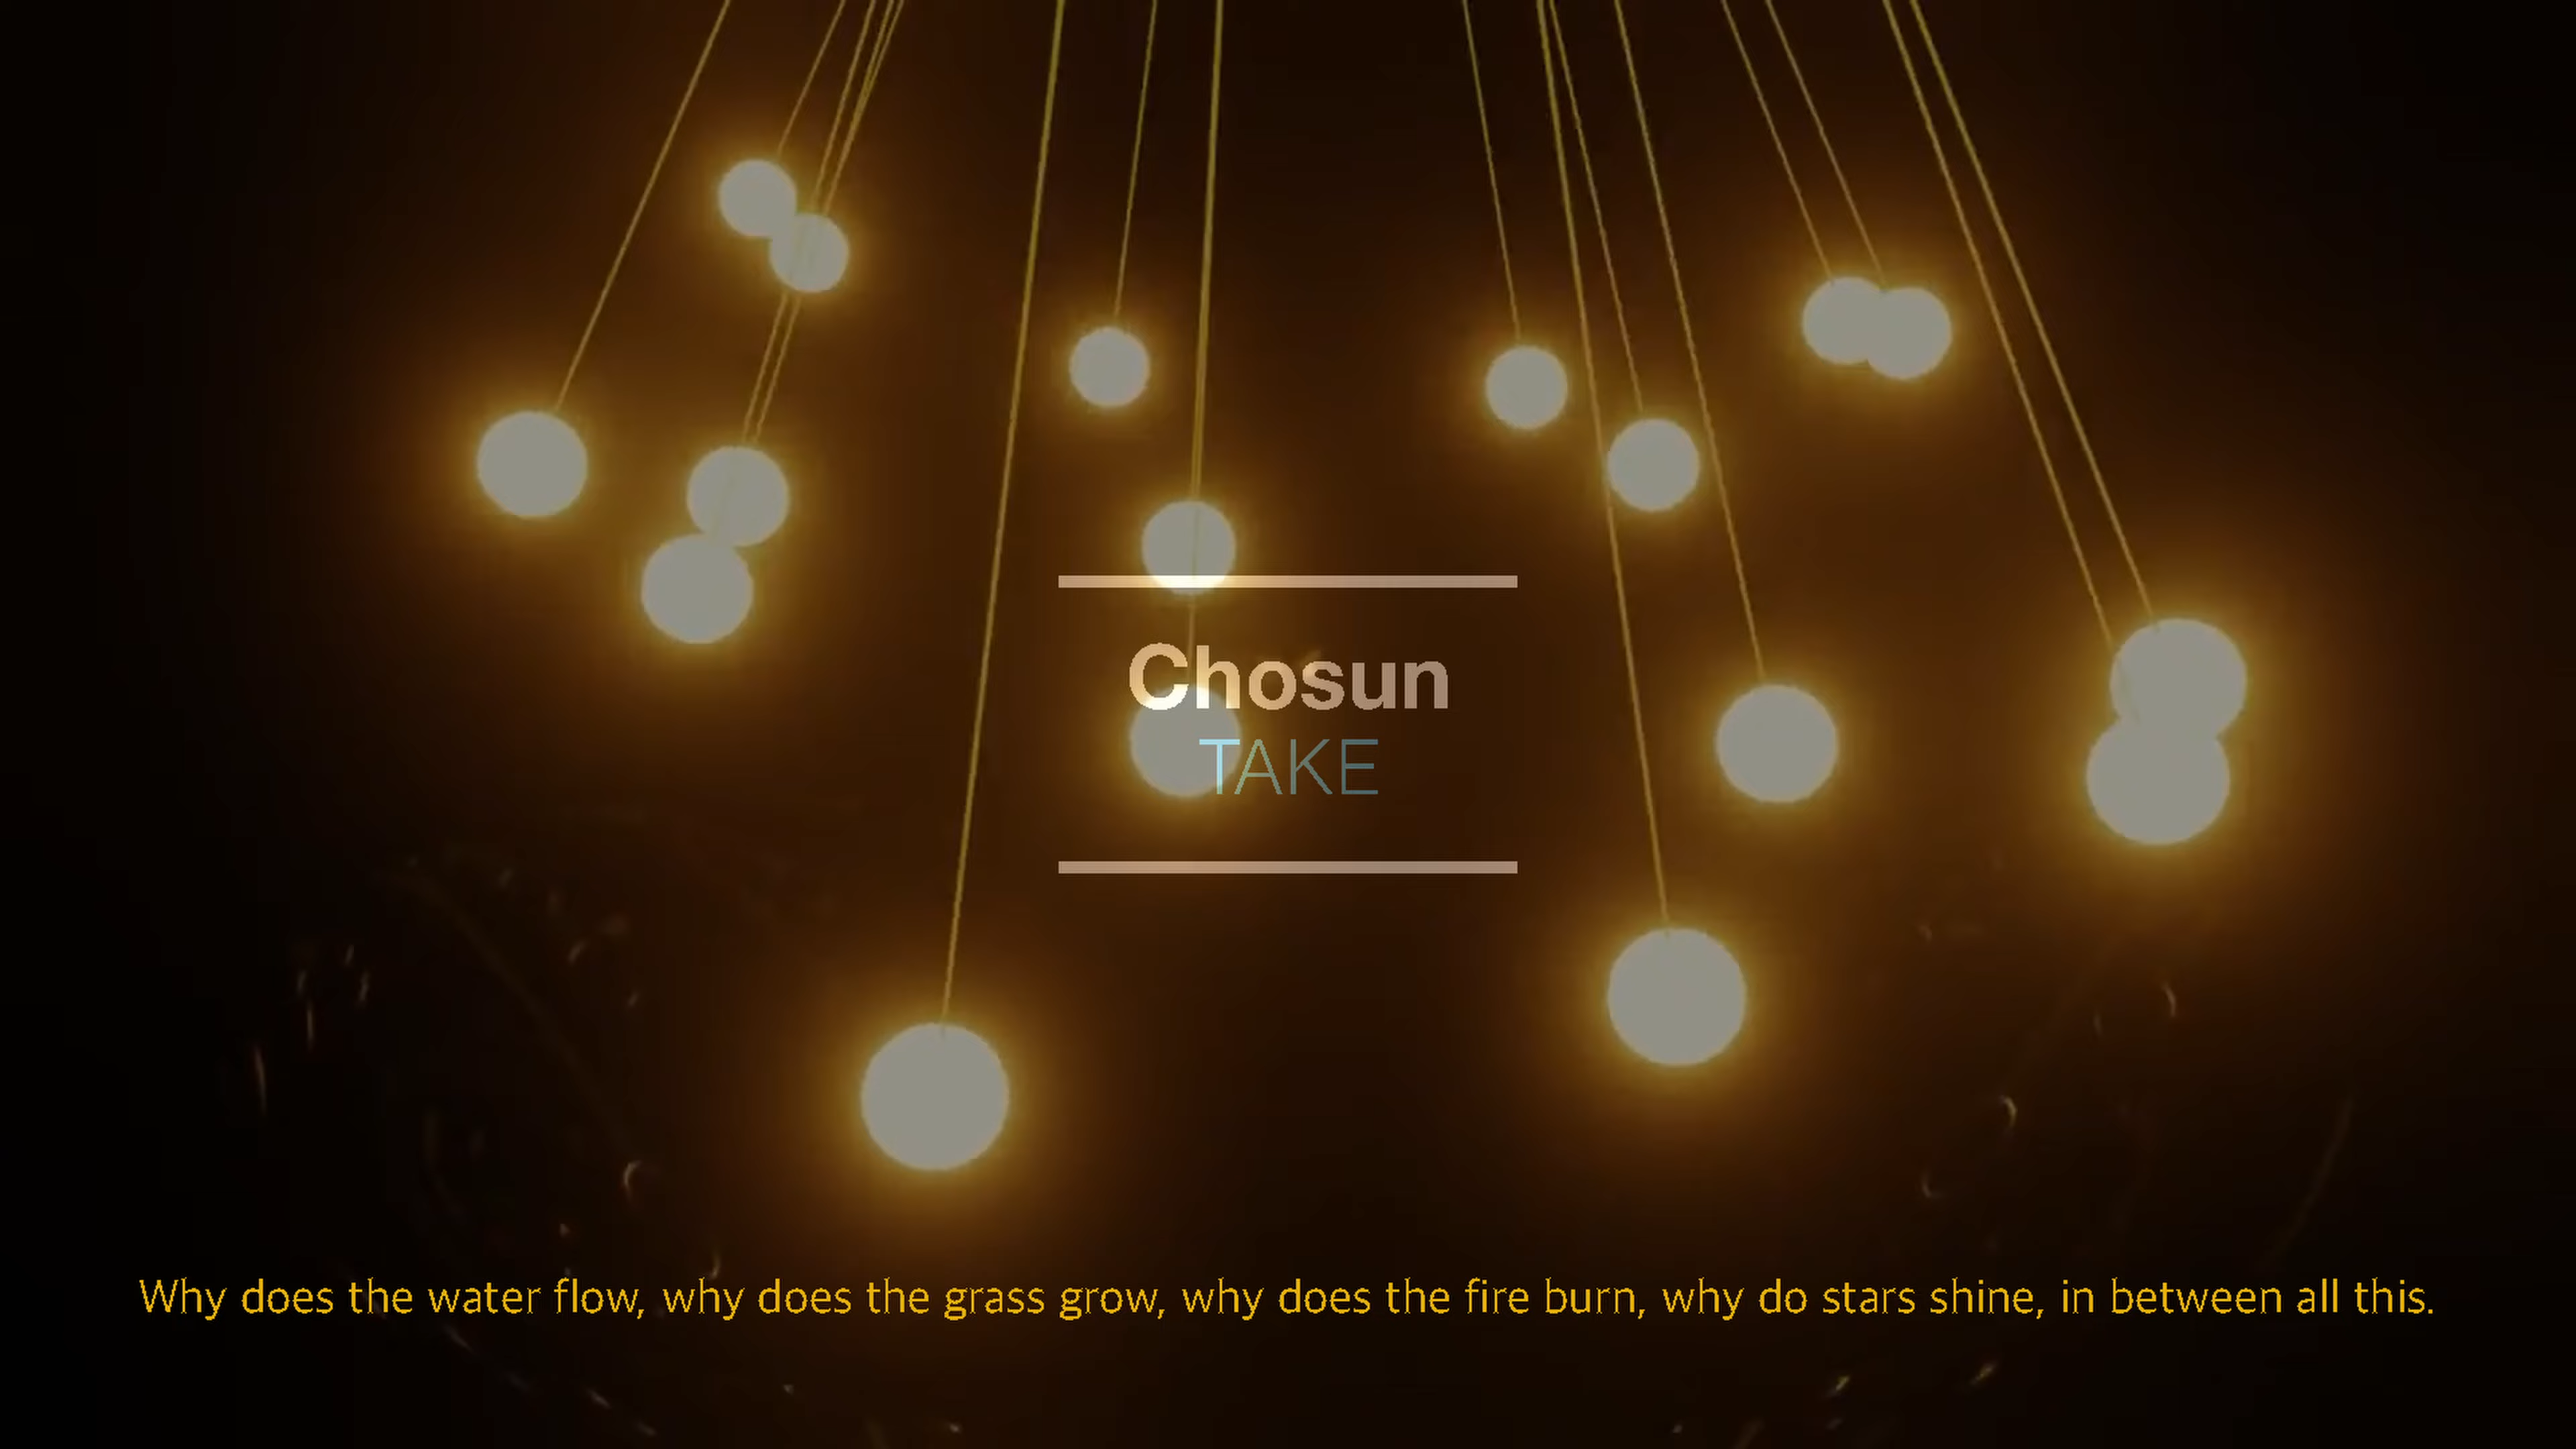 Chosun
TAKE
Why does the water flow, why does the grass grow, why does the fire burn, why do stars shine, in between all this.